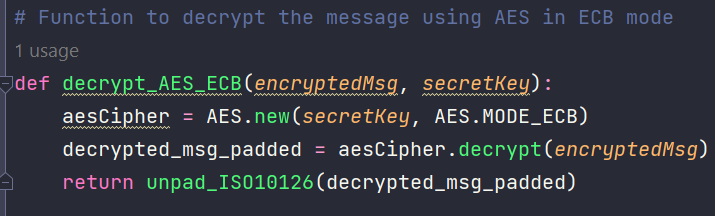 # Function to decrypt the message using AES in ECB mode
1 usage
def decrypt_AES_ECB(encryptedMsg, secretKey):
    aesCipher = AES.new(secretKey, AES.MODE_ECB)
    decrypted_msg_padded = aesCipher.decrypt(encryptedMsg)
    return unpad_ISO10126(decrypted_msg_padded)